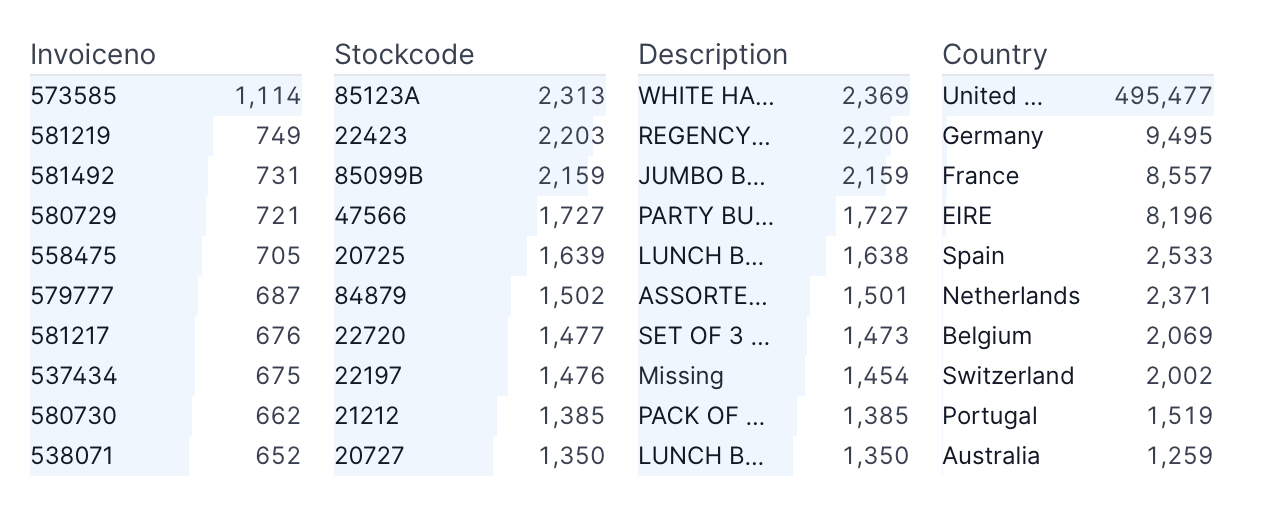 Invoiceno Stockcode Description Country
573585 1,114 85123A 2,313 WHITE HA... 2,369 United ... 495,477
581219 749 22423 2,203 REGENCY... 2,200 Germany 9,495
581492 731 85099B 2,159 JUMBO B... 2,159 France 8,557
580729 721 47566 1,727 PARTY BU... 1,727 EIRE 8,196
558475 705 20725 1,639 LUNCH B... 1,638 Spain 2,533
579777 687 84879 1,502 ASSORTE... 1,501 Netherlands 2,371
581217 676 22720 1,477 SET OF 3 ... 1,473 Belgium 2,069
537434 675 22197 1,476 Missing 1,454 Switzerland 2,002
580730 662 21212 1,385 PACK OF ... 1,385 Portugal 1,519
538071 652 20727 1,350 LUNCH B... 1,350 Australia 1,259